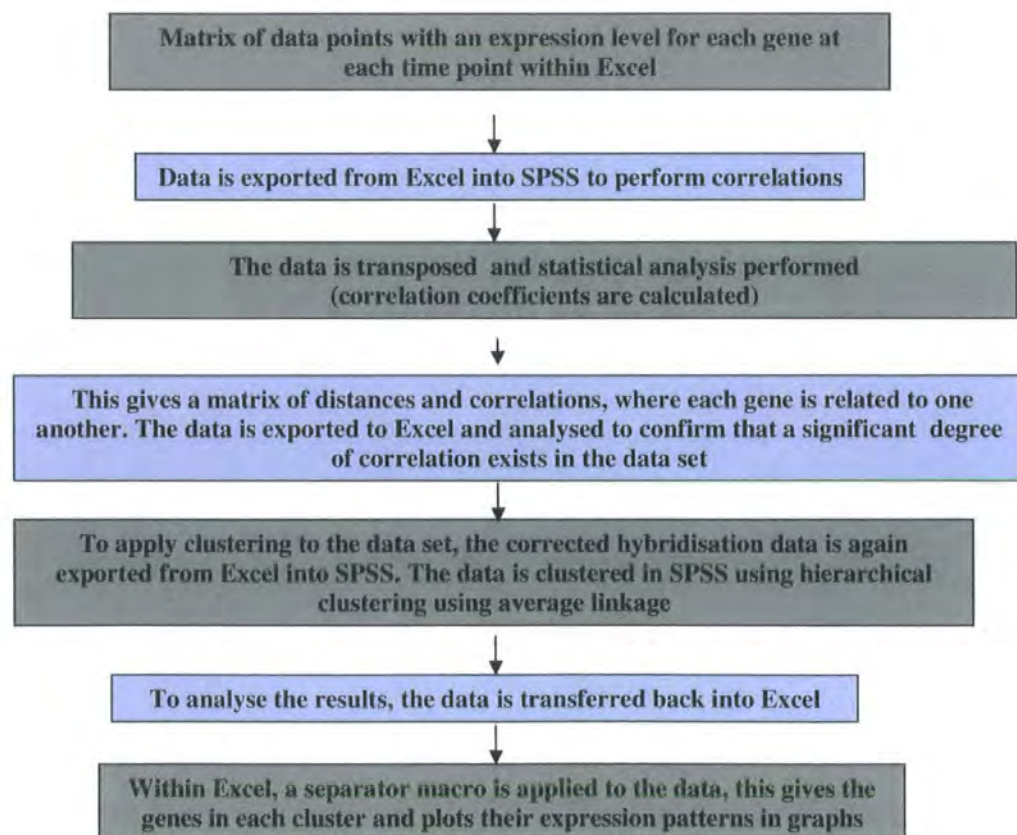 Matrix of data points with an expression level for each gene at
each time point within Excel
Data is exported from Excel into SPSS to perform correlations
The data is transposed and statistical analysis performed
(correlation coefficients are calculated)
This gives a matrix of distances and correlations, where each gene is related to one
another. The data is exported to Excel and analysed to confirm that a significant degree
of correlation exists in the data set
To apply clustering to the data set, the corrected hybridisation data is again
exported from Excel into SPSS. The data is clustered in SPSS using hierarchical
clustering using average linkage
To analyse the results, the data is transferred back into Excel
Within Excel, a separator macro is applied to the data, this gives the
genes in each cluster and plots their expression patterns in graphs